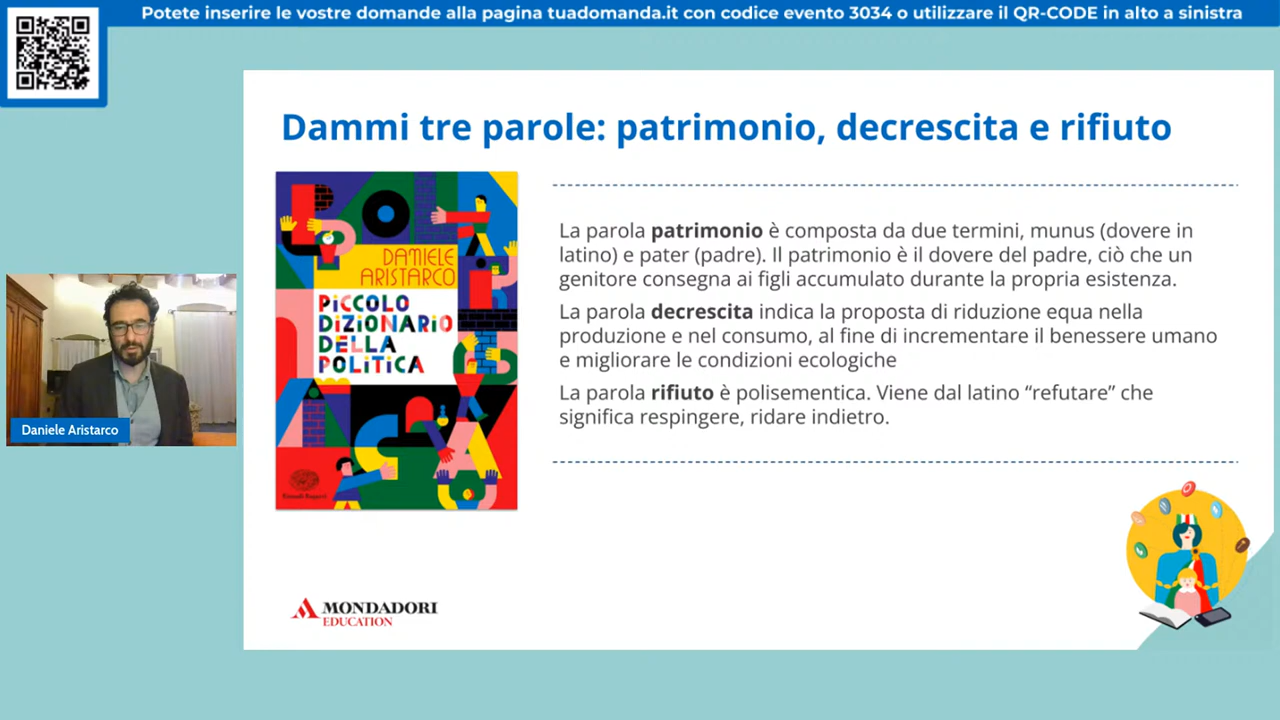 Potete inserire le vostre domande alla pagina tuadomanda.it con codice evento 3034 o utilizzare il QR-CODE in alto a sinistra
Dammi tre parole: patrimonio, decrescita e rifiuto
DANIELE
ARISTARCO
PiCCOLO
DiZiONARiO
DELLA
POLiTiCA
Einaudi Ragazzi
La parola patrimonio è composta da due termini, munus (dovere in
latino) e pater (padre). Il patrimonio è il dovere del padre, ciò che un
genitore consegna ai figli accumulato durante la propria esistenza.
La parola decrescita indica la proposta di riduzione equa nella
produzione e nel consumo, al fine di incrementare il benessere umano
e migliorare le condizioni ecologiche
La parola rifiuto è polisementica. Viene dal latino “refutare” che
significa respingere, ridare indietro.
Daniele Aristarco
MONDADORI
EDUCATION